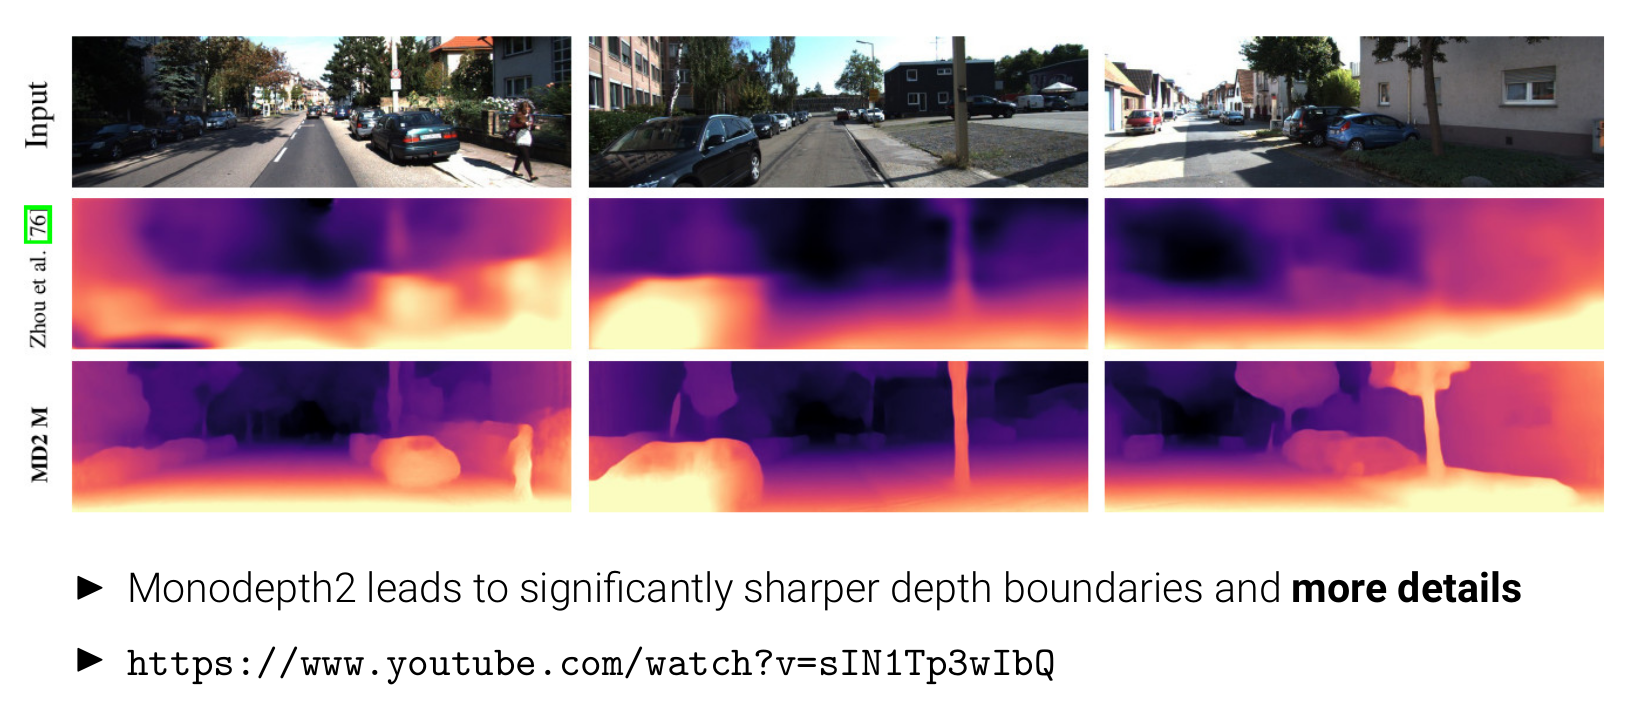 Input
Zhou et al. [76]
MD2 M
► Monodepth2 leads to significantly sharper depth boundaries and more details
► https://www.youtube.com/watch?v=sIN1Tp3wIbQ